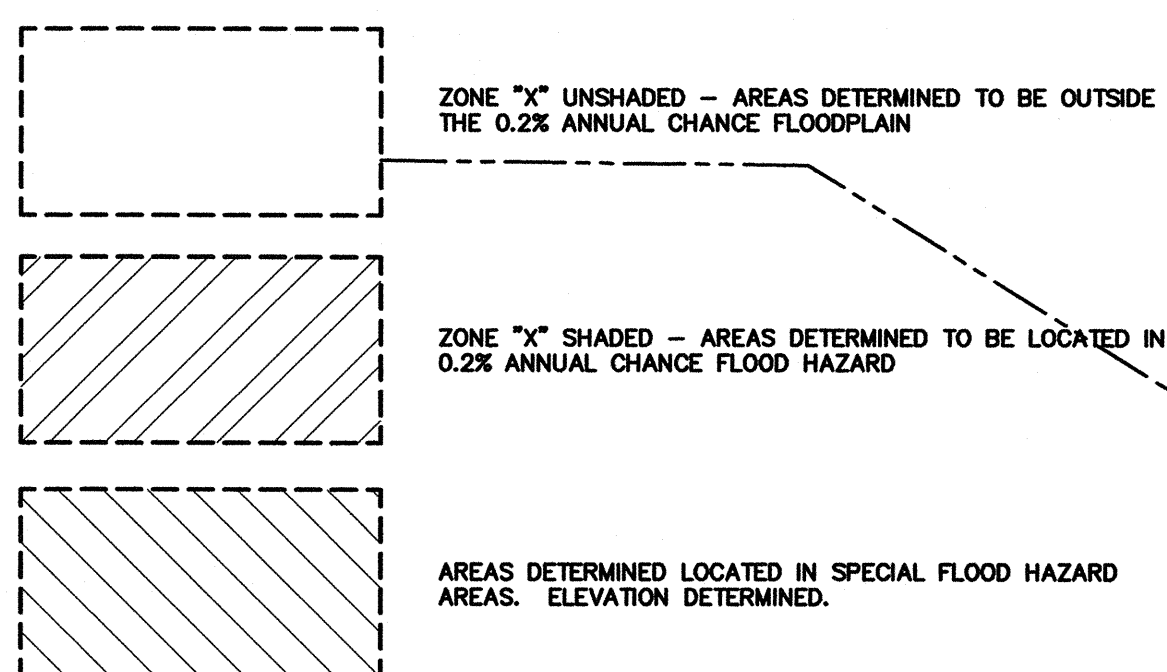 ZONE "X" UNSHADED – AREAS DETERMINED TO BE OUTSIDE
THE 0.2% ANNUAL CHANCE FLOODPLAIN
ZONE "X" SHADED – AREAS DETERMINED TO BE LOCATED IN
0.2% ANNUAL CHANCE FLOOD HAZARD
AREAS DETERMINED LOCATED IN SPECIAL FLOOD HAZARD
AREAS. ELEVATION DETERMINED.